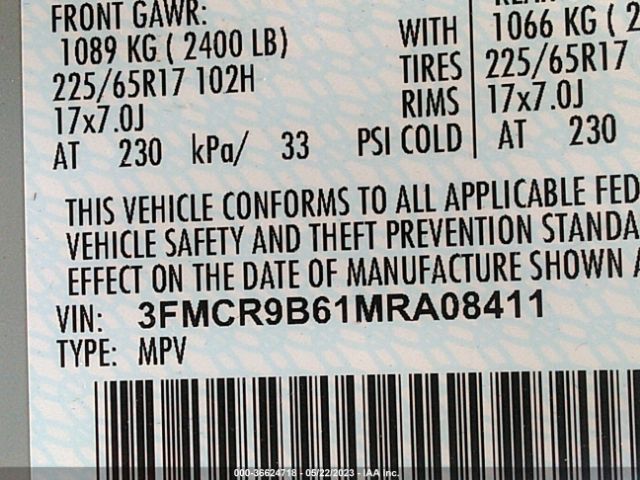 FRONT GAWR:
1089 KG ( 2400 LB) WITH 1066 KG ( 2
225/65R17 102H TIRES 225/65R17
17x7.0J RIMS 17x7.0J
AT 230 kPa/ 33 PSI COLD AT 230
THIS VEHICLE CONFORMS TO ALL APPLICABLE FED
VEHICLE SAFETY AND THEFT PREVENTION STANDA
EFFECT ON THE DATE OF MANUFACTURE SHOWN A
VIN: 3FMCR9B61MRA08411
TYPE: MPV
000-36624718 - 05/22/2023 - IAA Inc.